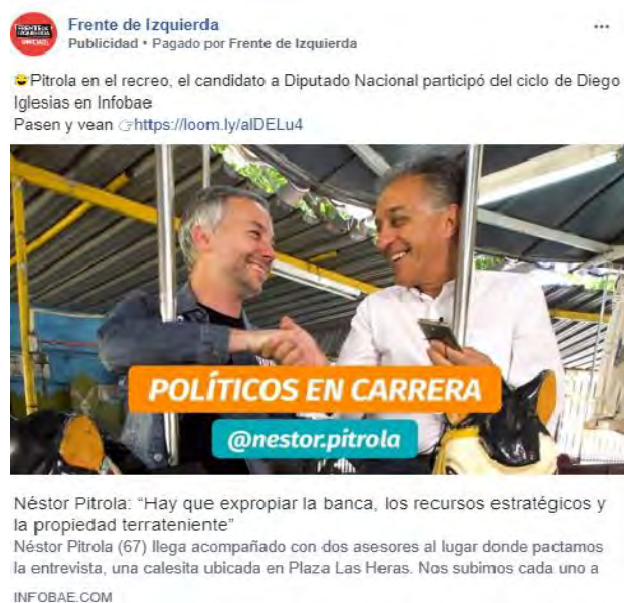 FRENTE DE
IZQUIERDA
UNIDAD
Frente de Izquierda
Publicidad • Pagado por Frente de Izquierda
Pitrola en el recreo, el candidato a Diputado Nacional participó del ciclo de Diego
Iglesias en Infobae
Pasen y vean 👉https://loom.ly/alDELu4
POLÍTICOS EN CARRERA
@nestor.pitrola
Néstor Pitrola: “Hay que expropiar la banca, los recursos estratégicos y
la propiedad terrateniente”
Néstor Pitrola (67) llega acompañado con dos asesores al lugar donde pactamos
la entrevista, una calesita ubicada en Plaza Las Heras. Nos subimos cada uno a
INFOBAE.COM